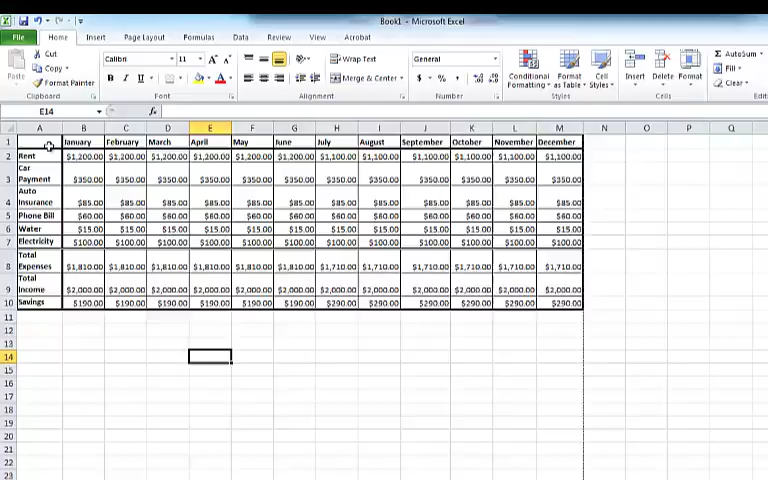 Book1 - Microsoft Excel
File Home Insert Page Layout Formulas Data Review View Acrobat
Cut Calibri 11 Wrap Text General AutoSum
Copy Fill
Paste Format Painter Merge & Center $ % , Conditional Formatting Format as Table Cell Styles Insert Delete Format Clear
Clipboard Font Alignment Number Styles Cells
E14 fx
A B C D E F G H I J K L M N O P Q
1 January February March April May June July August September October November December
2 Rent $1,200.00 $1,200.00 $1,200.00 $1,200.00 $1,200.00 $1,200.00 $1,100.00 $1,100.00 $1,100.00 $1,100.00 $1,100.00 $1,100.00
Car
3 Payment $350.00 $350.00 $350.00 $350.00 $350.00 $350.00 $350.00 $350.00 $350.00 $350.00 $350.00 $350.00
Auto
4 Insurance $85.00 $85.00 $85.00 $85.00 $85.00 $85.00 $85.00 $85.00 $85.00 $85.00 $85.00 $85.00
5 Phone Bill $60.00 $60.00 $60.00 $60.00 $60.00 $60.00 $60.00 $60.00 $60.00 $60.00 $60.00 $60.00
6 Water $15.00 $15.00 $15.00 $15.00 $15.00 $15.00 $15.00 $15.00 $15.00 $15.00 $15.00 $15.00
7 Electricity $100.00 $100.00 $100.00 $100.00 $100.00 $100.00 $100.00 $100.00 $100.00 $100.00 $100.00 $100.00
Total
8 Expenses $1,810.00 $1,810.00 $1,810.00 $1,810.00 $1,810.00 $1,810.00 $1,710.00 $1,710.00 $1,710.00 $1,710.00 $1,710.00 $1,710.00
Total
9 Income $2,000.00 $2,000.00 $2,000.00 $2,000.00 $2,000.00 $2,000.00 $2,000.00 $2,000.00 $2,000.00 $2,000.00 $2,000.00 $2,000.00
10 Savings $190.00 $190.00 $190.00 $190.00 $190.00 $190.00 $290.00 $290.00 $290.00 $290.00 $290.00 $290.00
11
12
13
14
15
16
17
18
19
20
21
22
23